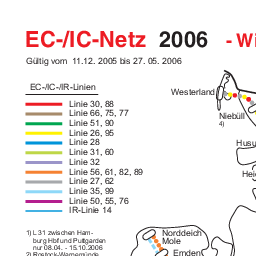 EC-/IC-Netz 2006 - Wi
Gültig vom 11.12. 2005 bis 27. 05. 2006
EC-/IC-/IR-Linien
Westerland
Linie 30, 88
Linie 66, 75, 77
Linie 51, 90
Niebüll
4)
Linie 26, 95
Linie 28
Husu
Linie 31, 60
Linie 32
Linie 56, 61, 82, 89
Hei
Linie 27, 62
Linie 35, 99
Linie 50, 55, 76
IR-Linie 14
1) L 31 zwischen Ham-
burg Hbf und Puttgarden
nur 08.04. - 15.10.2006
2) Rostock-Warnemünde
Norddeich
Mole
Emden